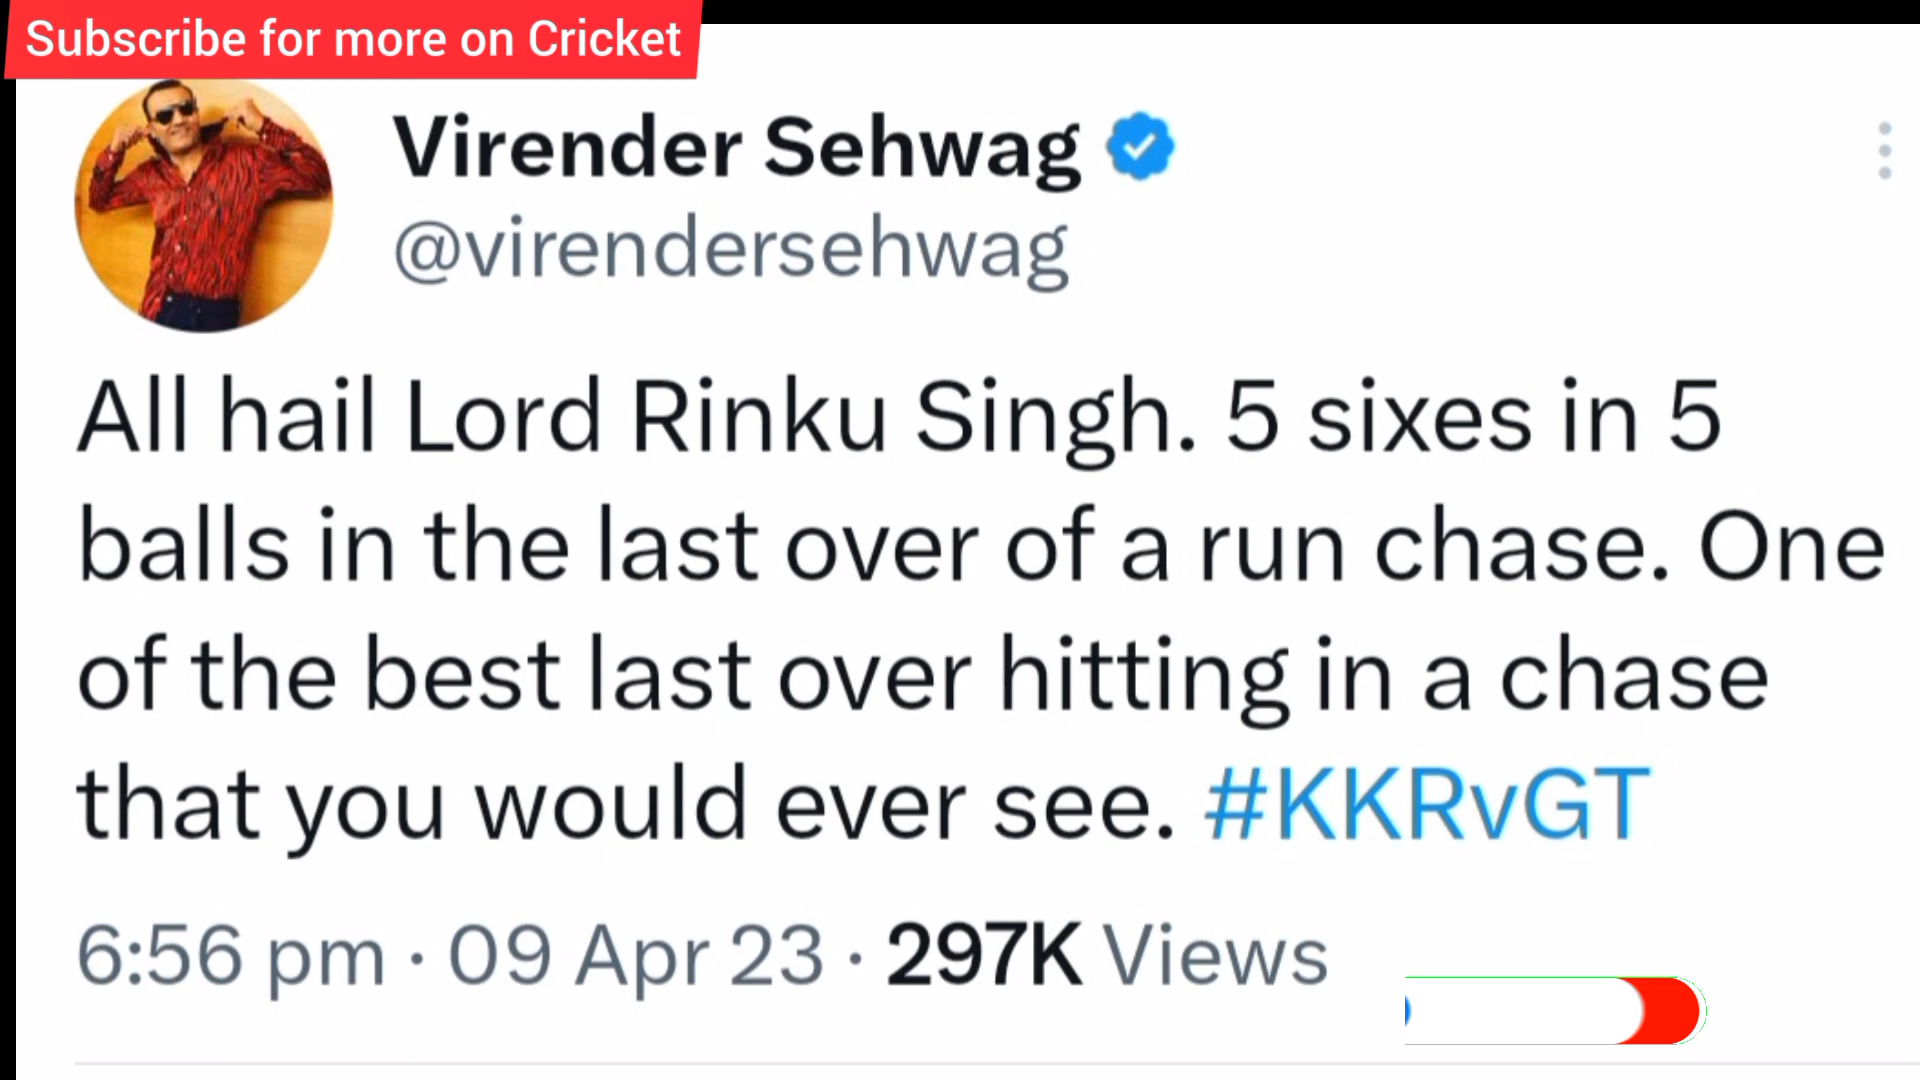 Subscribe for more on Cricket
Virender Sehwag
@virendersehwag
All hail Lord Rinku Singh. 5 sixes in 5
balls in the last over of a run chase. One
of the best last over hitting in a chase
that you would ever see. #KKRvGT
6:56 pm · 09 Apr 23 · 297K Views